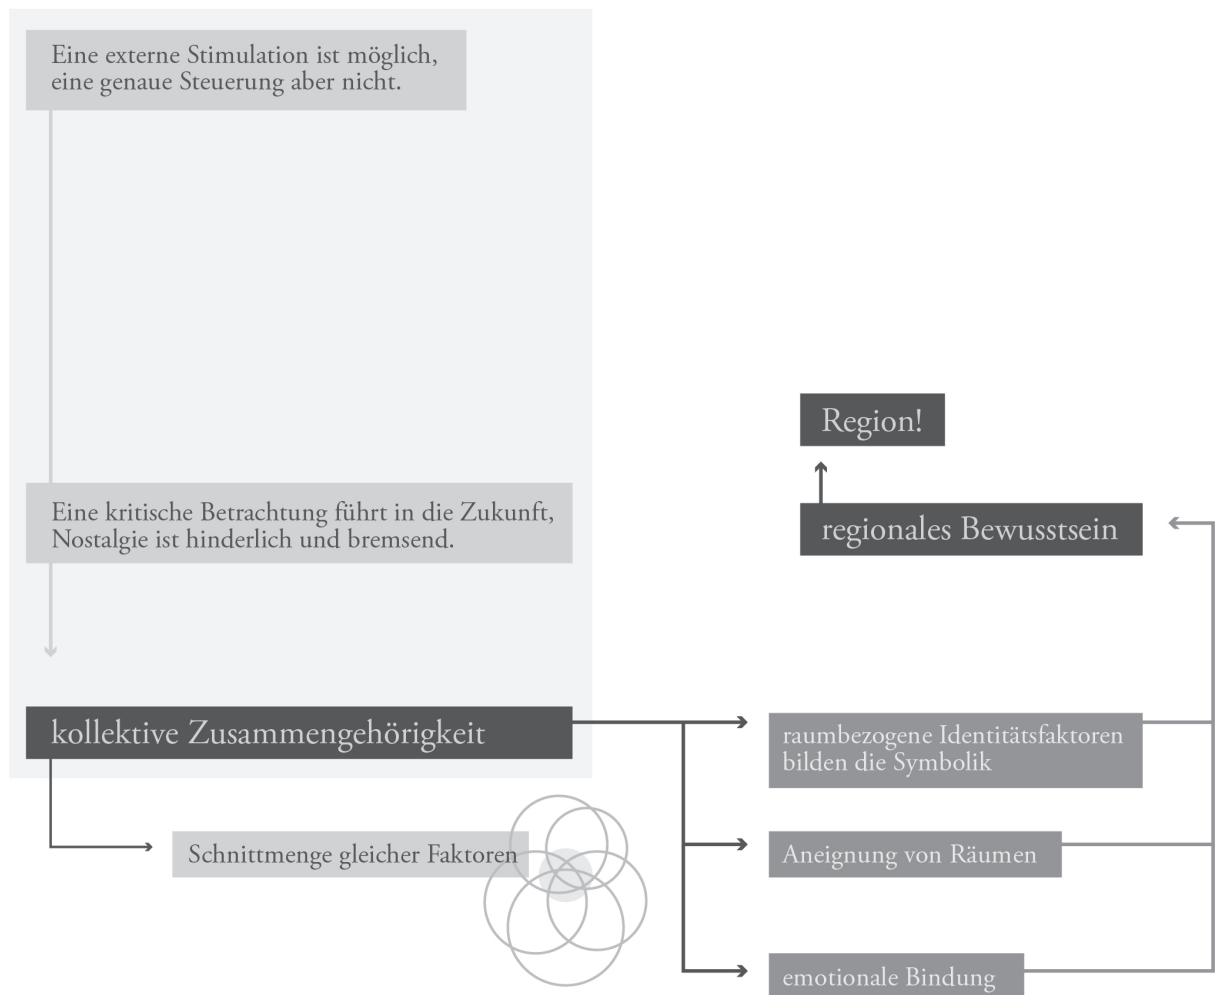 Eine externe Stimulation ist möglich,
eine genaue Steuerung aber nicht.
Eine kritische Betrachtung führt in die Zukunft,
Nostalgie ist hinderlich und bremsend.
kollektive Zusammengehörigkeit
Schnittmenge gleicher Faktoren
Region!
regionales Bewusstsein
raumbezogene Identitätsfaktoren
bilden die Symbolik
Aneignung von Räumen
emotionale Bindung